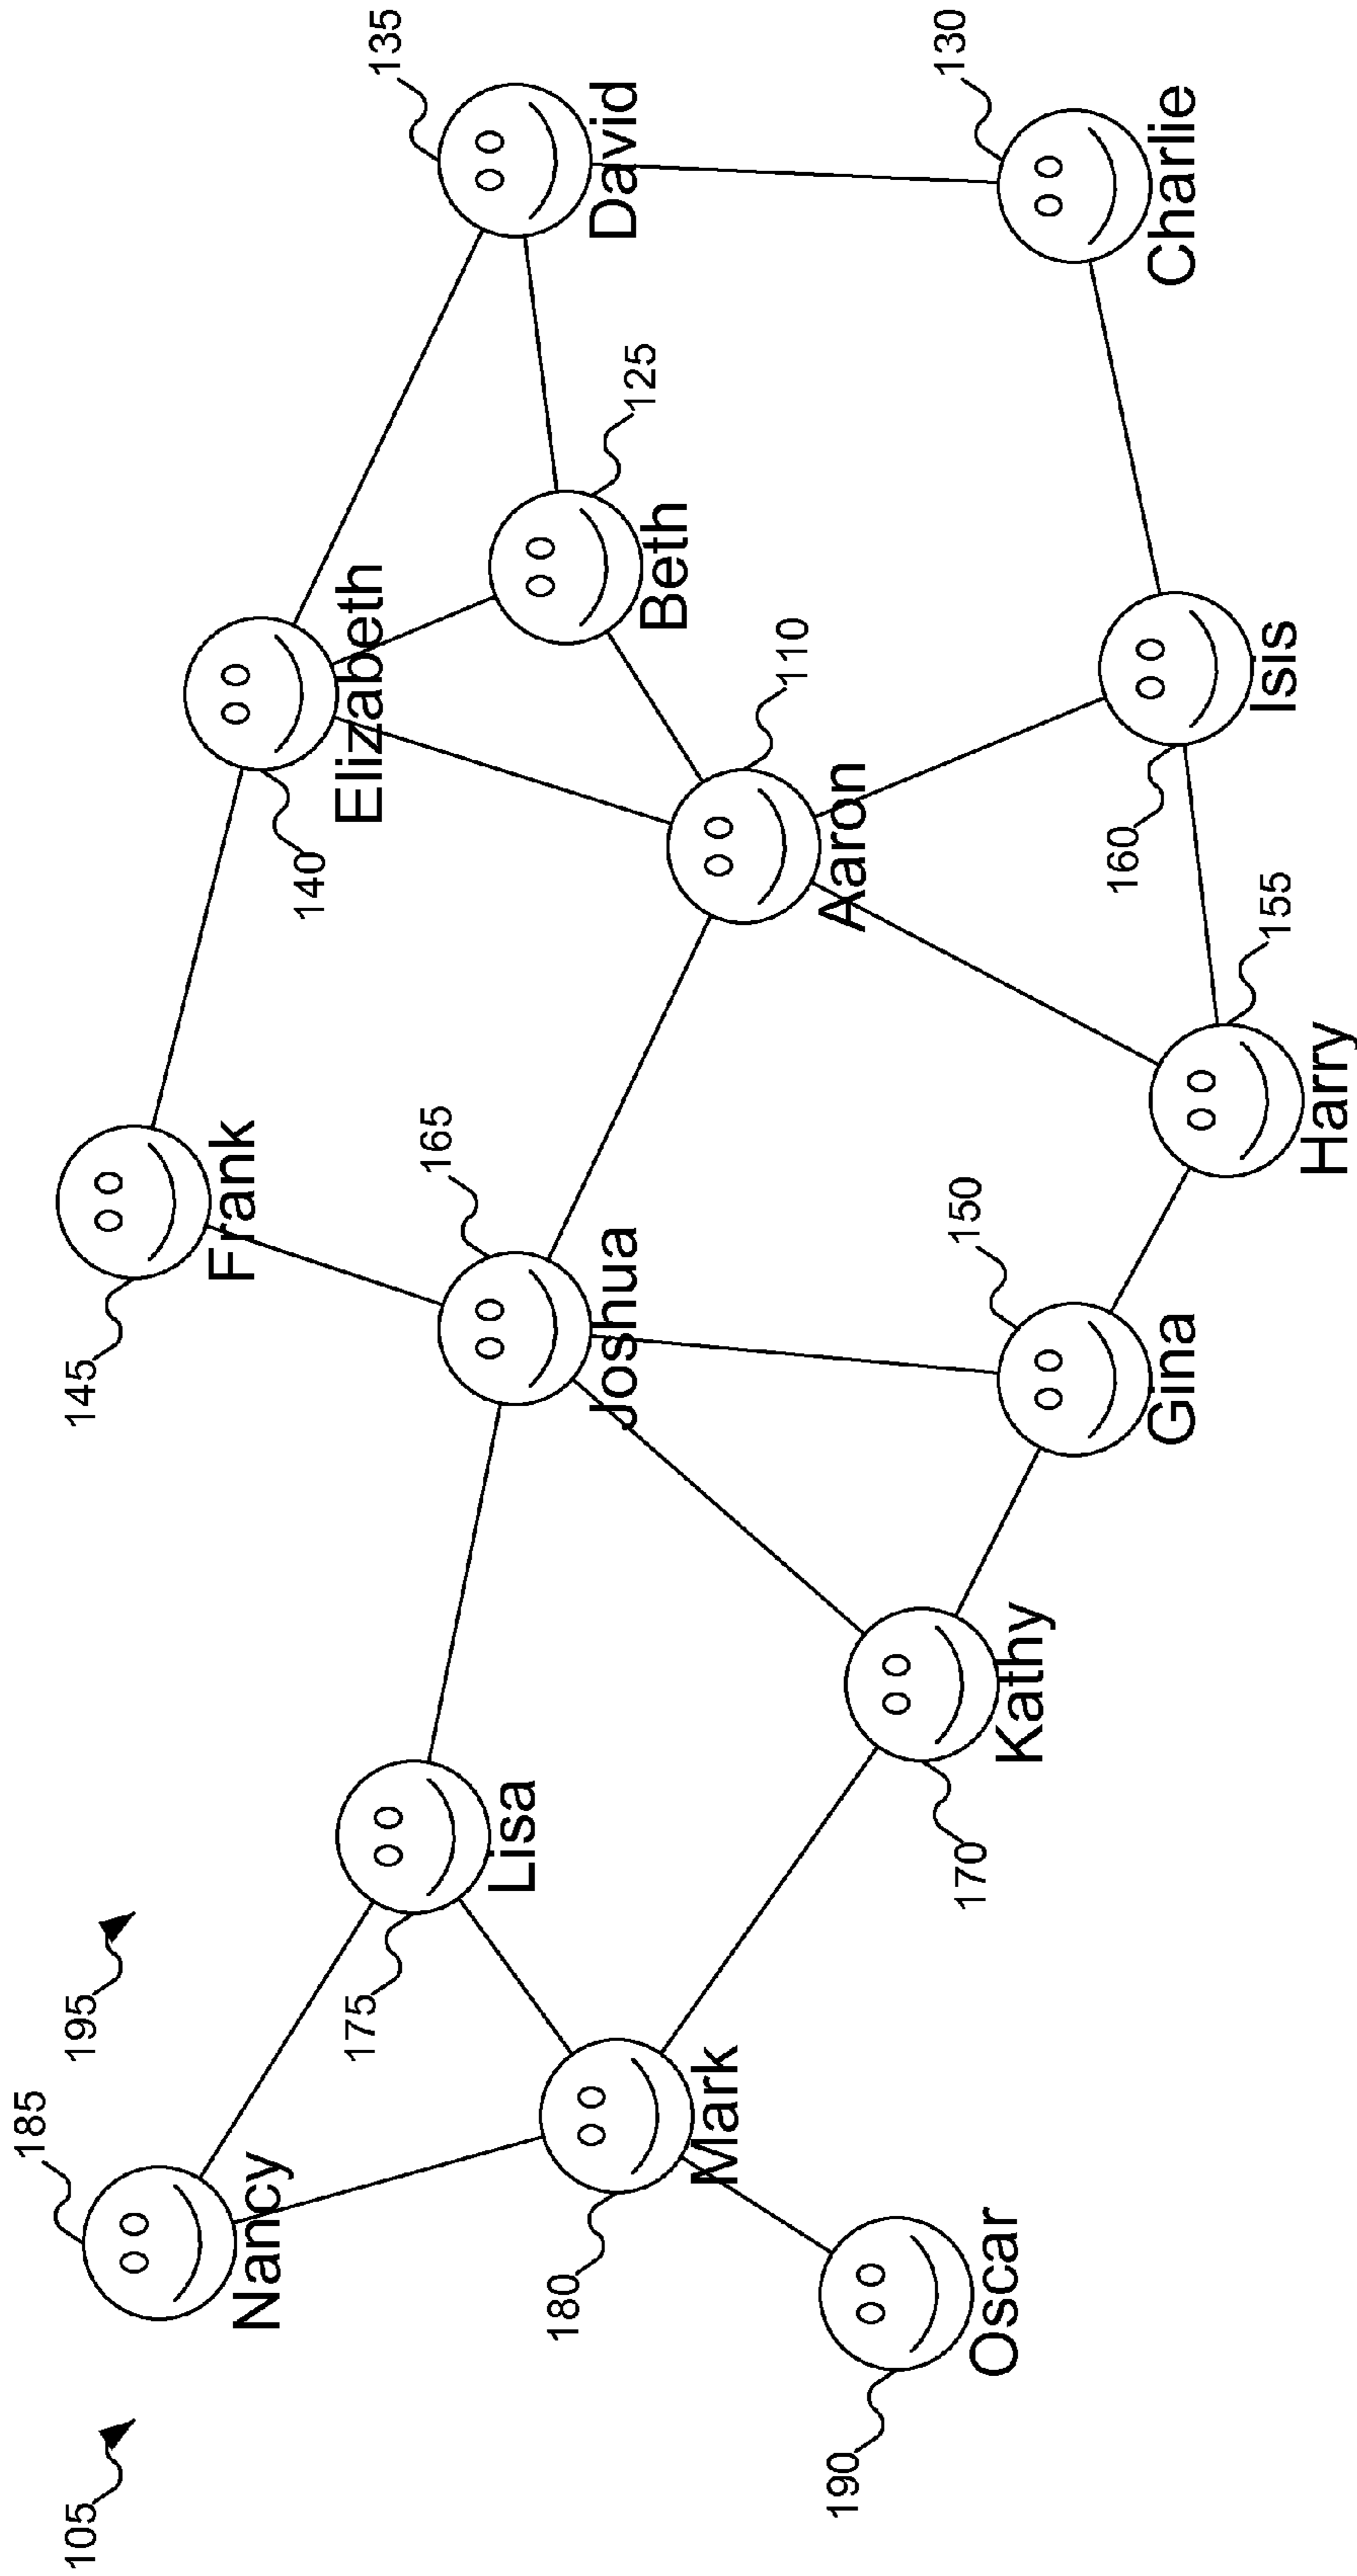 185
105
195
145
Nancy
Frank
140
175
Elizabeth
135
165
Lisa
180
Joshua
David
125
Beth
Mark
110
190
Aaron
130
150
170
Oscar
Kathy
160
Gina
Charlie
155
Isis
Harry